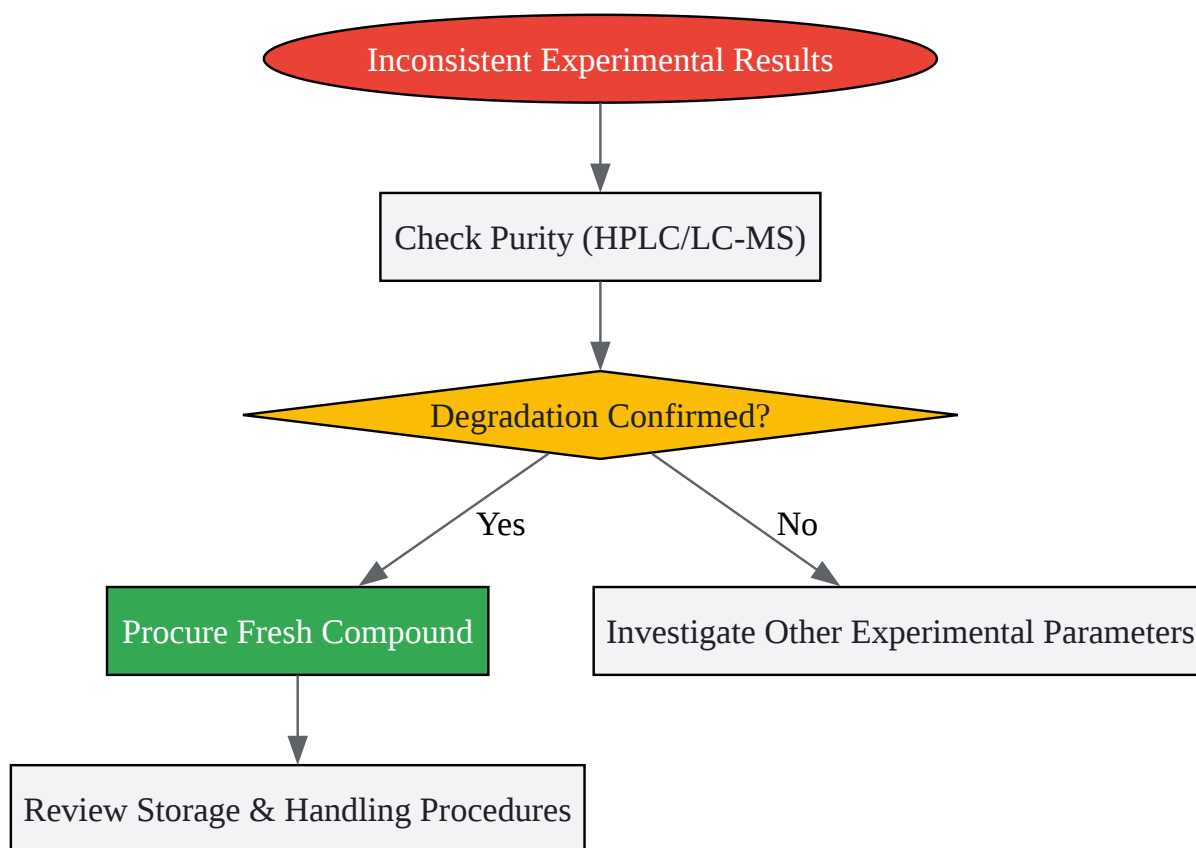 Inconsistent Experimental Results
Check Purity (HPLC/LC-MS)
Degradation Confirmed?
Yes
No
Procure Fresh Compound
Investigate Other Experimental Parameters
Review Storage & Handling Procedures